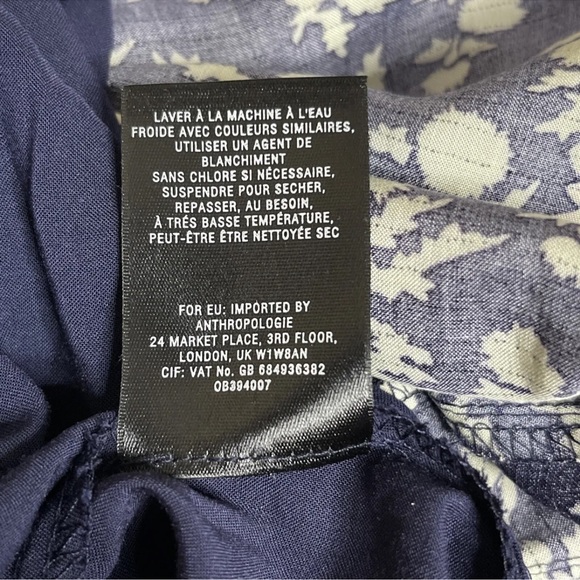 LAVER À LA MACHINE À L'EAU
FROIDE AVEC COULEURS SIMILAIRES,
UTILISER UN AGENT DE
BLANCHIMENT
SANS CHLORE SI NÉCESSAIRE,
SUSPENDRE POUR SECHER,
REPASSER, AU BESOIN,
À TRÉS BASSE TEMPÉRATURE,
PEUT-ÊTRE ÊTRE NETTOYÉE SEC
FOR EU: IMPORTED BY
ANTHROPOLOGIE
24 MARKET PLACE, 3RD FLOOR,
LONDON, UK W1W8AN
CIF: VAT No. GB 684936382
OB394007